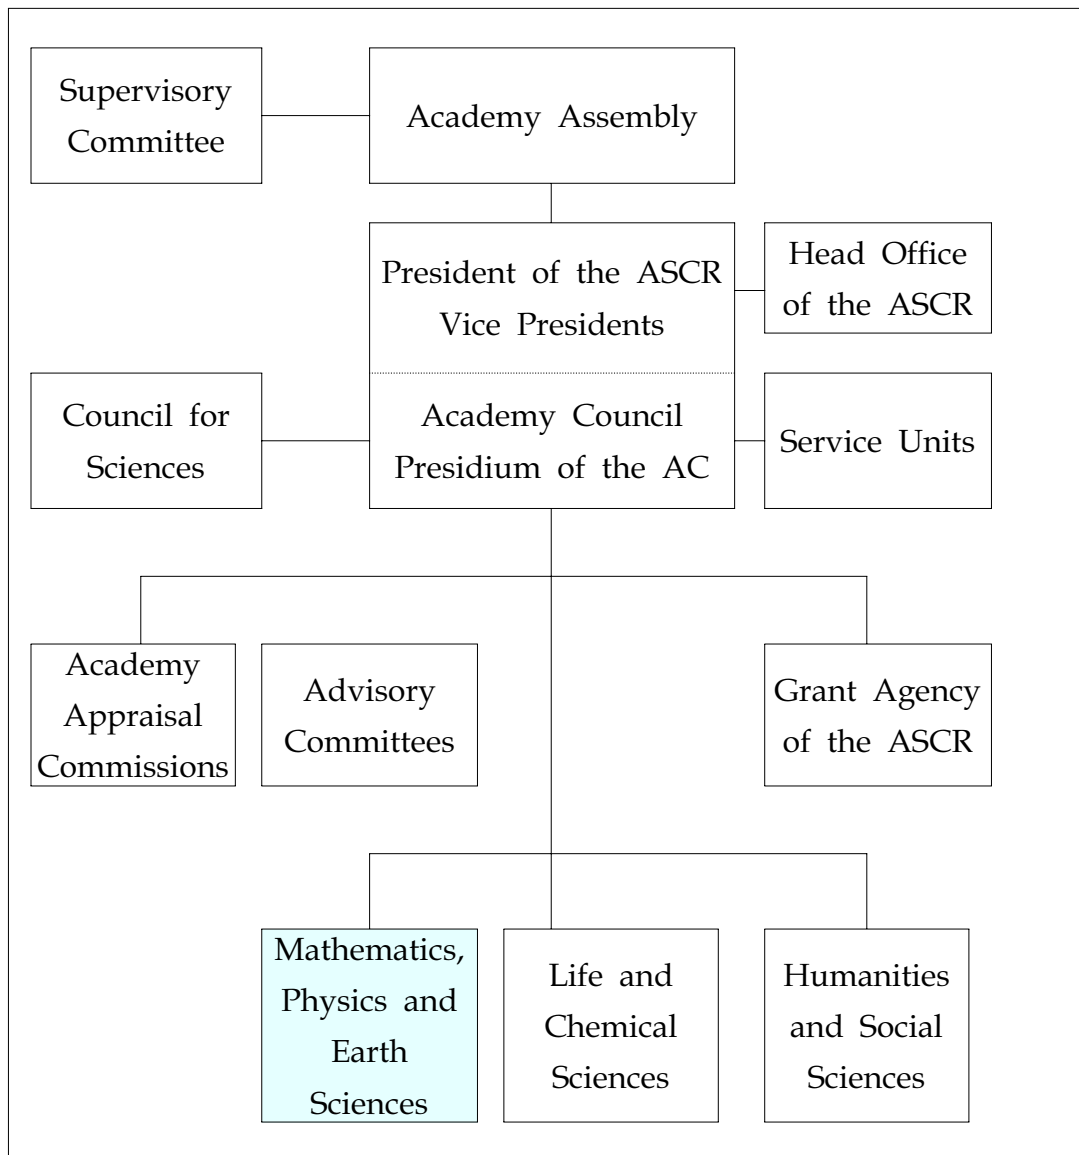 Supervisory
Committee
Academy Assembly
President of the ASCR
Vice Presidents
Head Office
of the ASCR
Council for
Sciences
Academy Council
Presidium of the AC
Service Units
Academy
Appraisal
Commissions
Advisory
Committees
Grant Agency
of the ASCR
Mathematics,
Physics and
Earth
Sciences
Life and
Chemical
Sciences
Humanities
and Social
Sciences